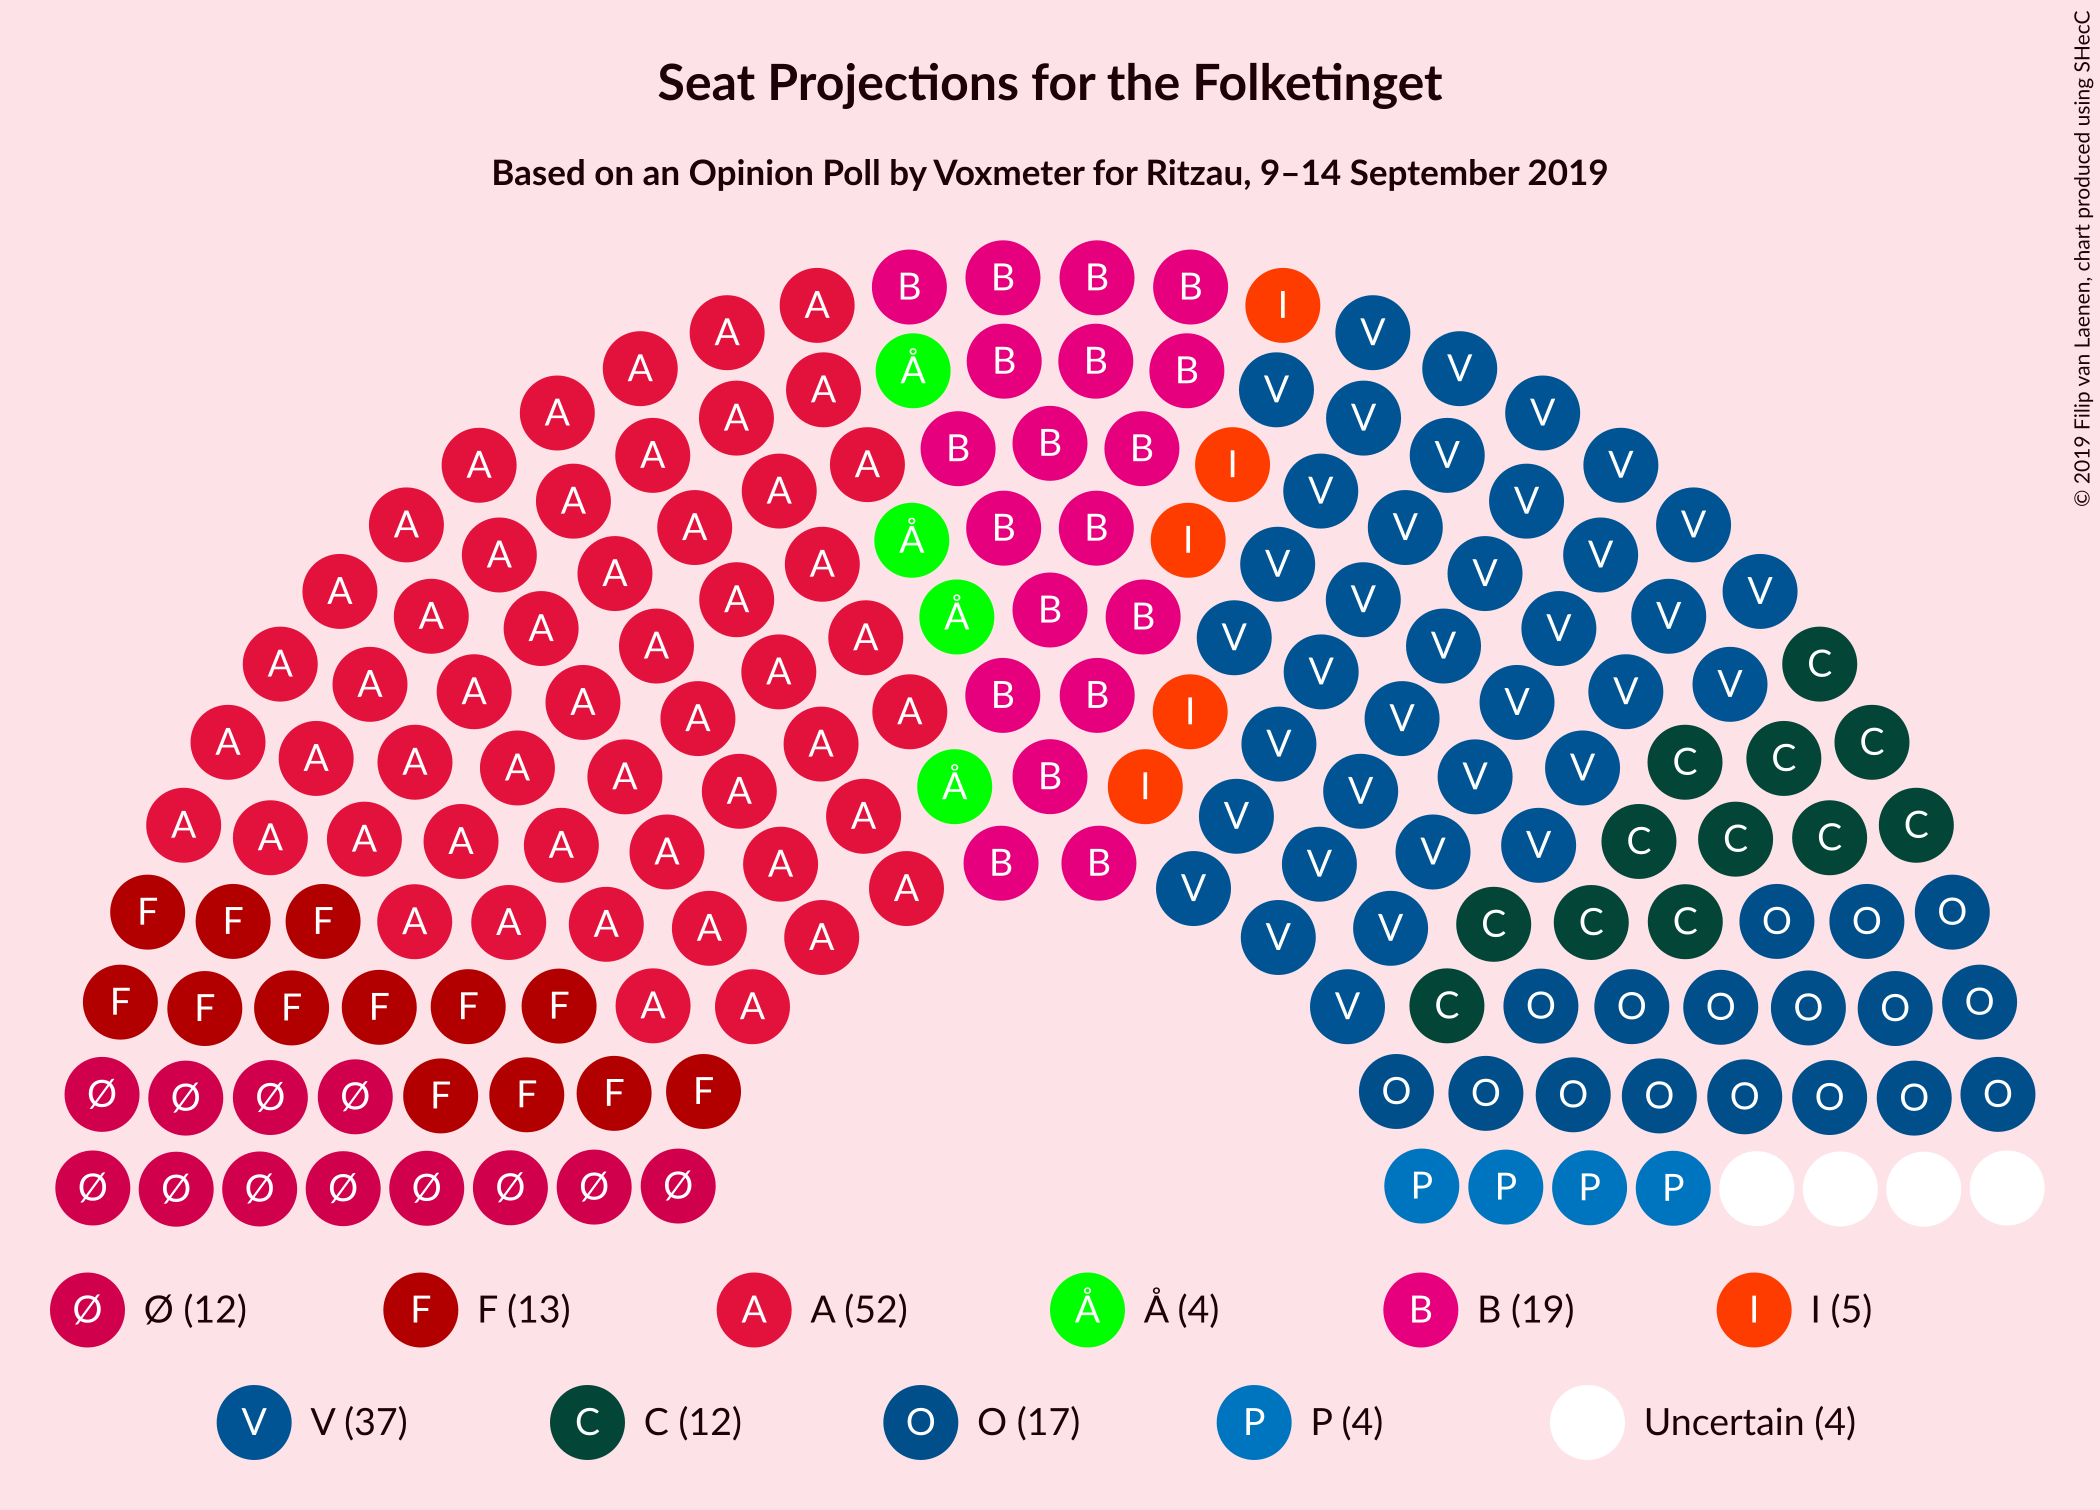 Seat Projections for the Folketinget
Based on an Opinion Poll by Voxmeter for Ritzau, 9–14 September 2019
© 2019 Filip van Laenen, chart produced using SHecC
B B B B
A I
A V
A Å B B B V
A A V V
A A B B B I V V
A A V V
A A A Å B B I V V V
A A A V V V
A A A A Å B B V V V V
A A A A V V V V
A A A A A B B I V V V C
A A A A A V V V V C C C
A A A A A Å B I V V V V
A A A A A A A V V V C C C C
A A A A B B V V
F F F A A A A A V V C C C O O O
F F F F F F A A V C O O O O O O
Ø Ø Ø Ø F F F F O O O O O O O O
Ø Ø Ø Ø Ø Ø Ø Ø P P P P
Ø Ø (12) F F (13) A A (52) Å Å (4) B B (19) I I (5)
V V (37) C C (12) O O (17) P P (4) Uncertain (4)